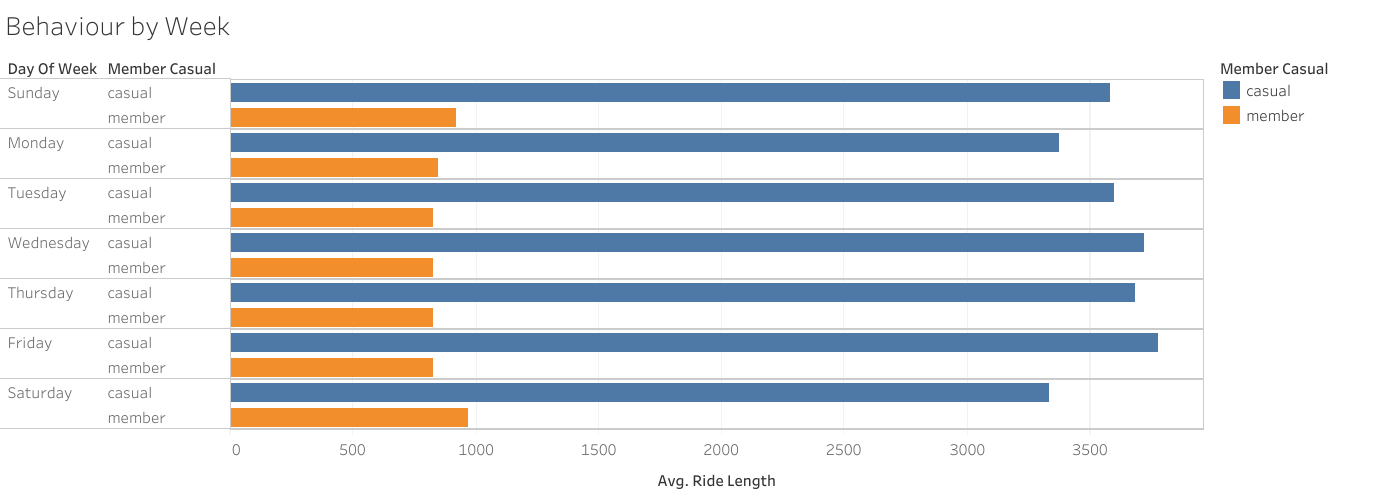 Behaviour by Week
Day Of Week Member Casual
Sunday casual
member
Monday casual
member
Tuesday casual
member
Wednesday casual
member
Thursday casual
member
Friday casual
member
Saturday casual
member
0 500 1000 1500 2000 2500 3000 3500
Avg. Ride Length
Member Casual
casual
member